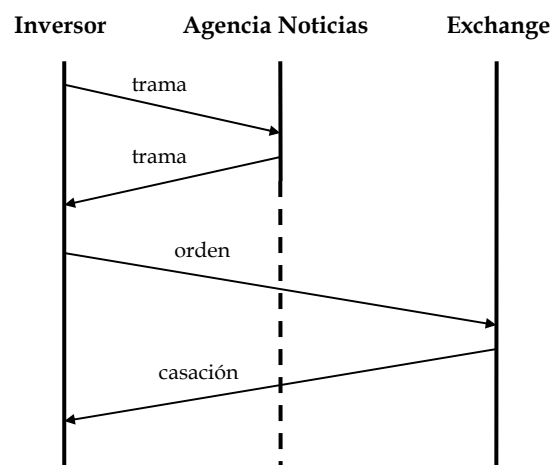 Inversor Agencia Noticias Exchange
trama
trama
orden
casación